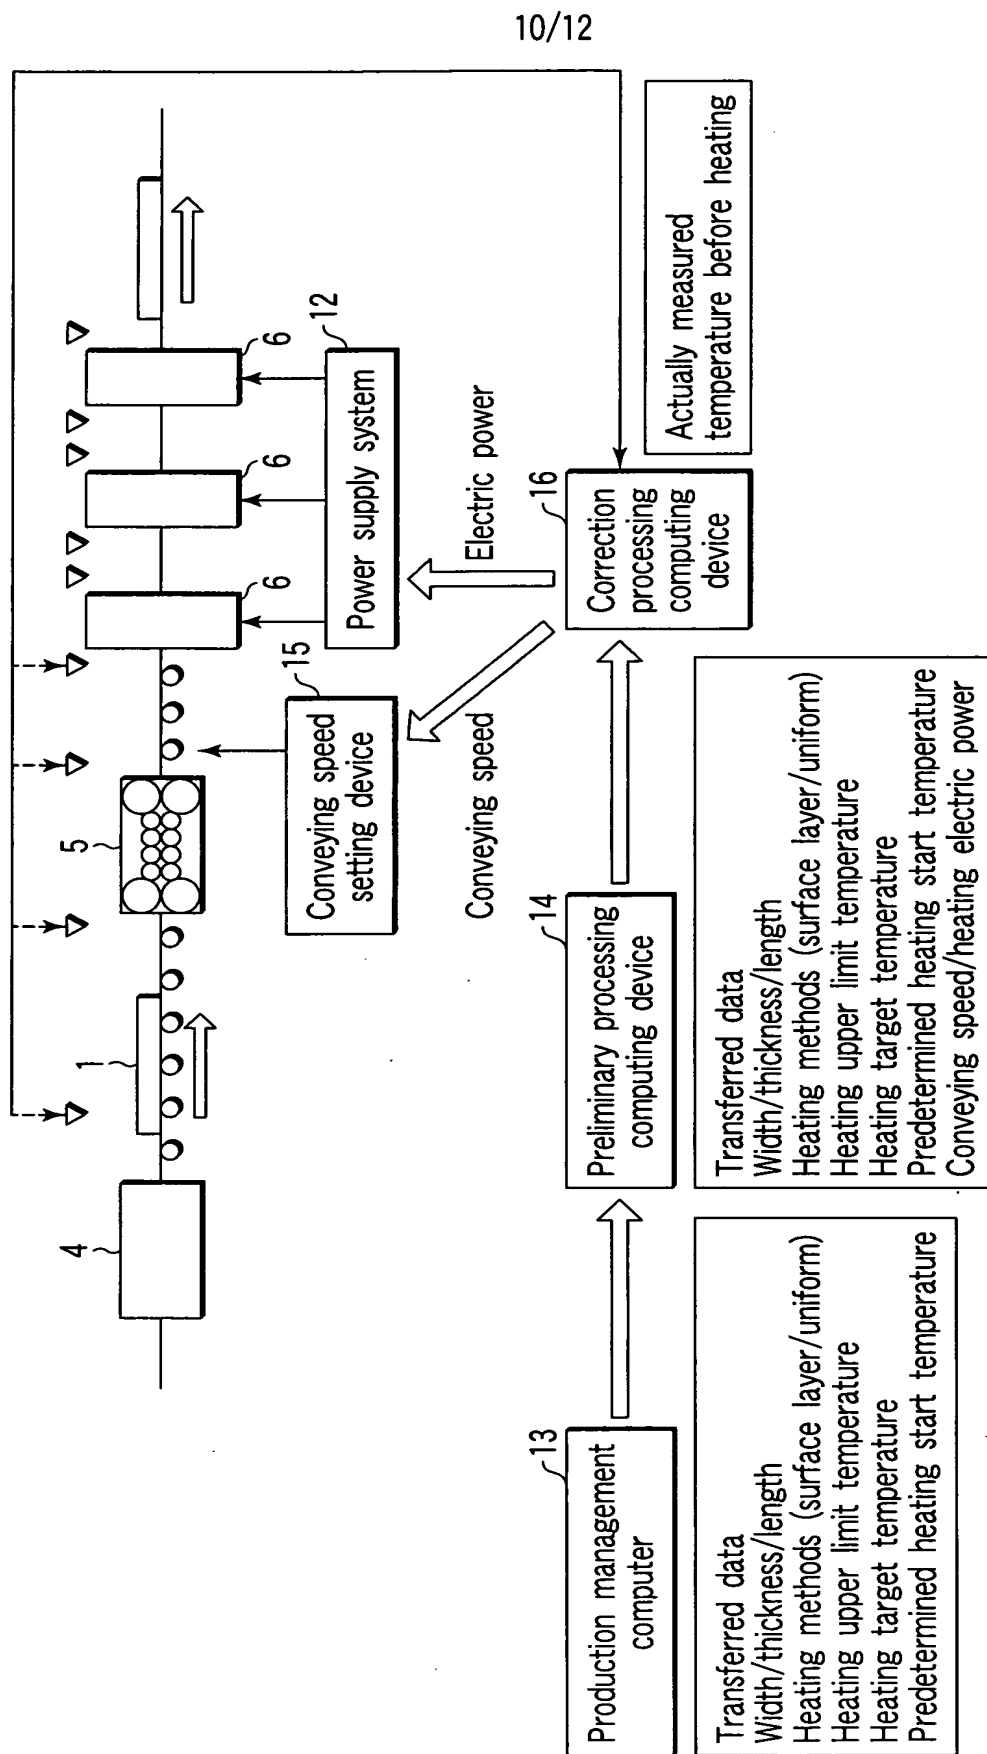 10/12
4
1
5
6
6
6
12
Power supply system
15
Conveying speed
setting device
Electric power
Conveying speed
13
Production management
computer
14
Preliminary processing
computing device
16
Correction
processing
computing
device
Actually measured
temperature before heating
Transferred data
Width/thickness/length
Heating methods (surface layer/uniform)
Heating upper limit temperature
Heating target temperature
Predetermined heating start temperature
Transferred data
Width/thickness/length
Heating methods (surface layer/uniform)
Heating upper limit temperature
Heating target temperature
Predetermined heating start temperature
Conveying speed/heating electric power